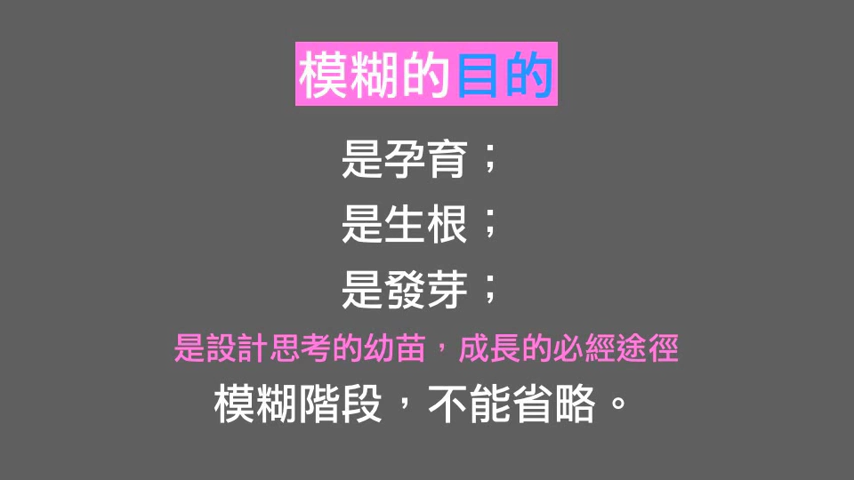 模糊的目的
是孕育；
是生根；
是發芽；
是設計思考的幼苗，成長的必經途徑
模糊階段，不能省略。